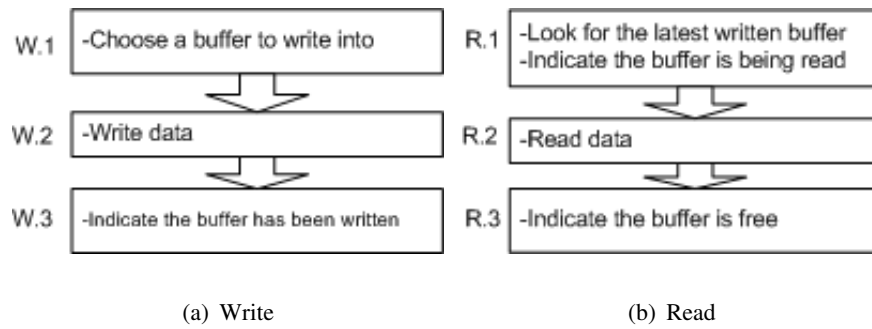 W.1
-Choose a buffer to write into
W.2
-Write data
W.3
-Indicate the buffer has been written
(a) Write
R.1
-Look for the latest written buffer
-Indicate the buffer is being read
R.2
-Read data
R.3
-Indicate the buffer is free
(b) Read